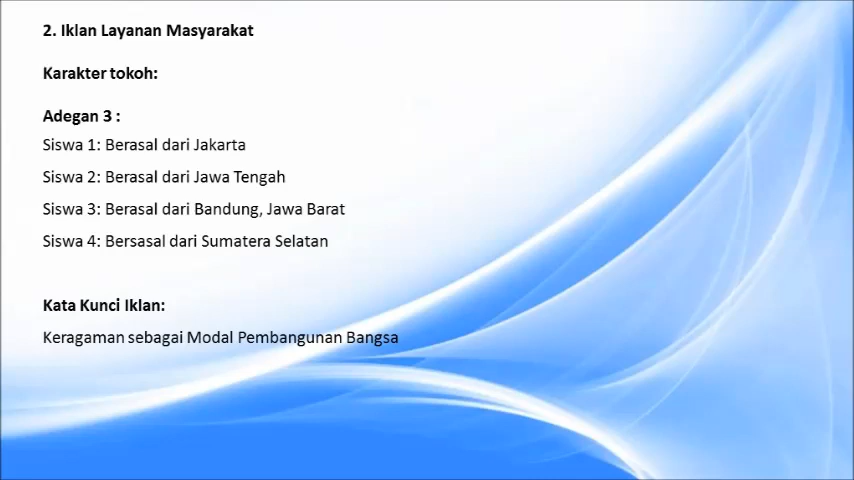 2. Iklan Layanan Masyarakat
Karakter tokoh:
Adegan 3 :
Siswa 1: Berasal dari Jakarta
Siswa 2: Berasal dari Jawa Tengah
Siswa 3: Berasal dari Bandung, Jawa Barat
Siswa 4: Bersasal dari Sumatera Selatan
Kata Kunci Iklan:
Keragaman sebagai Modal Pembangunan Bangsa